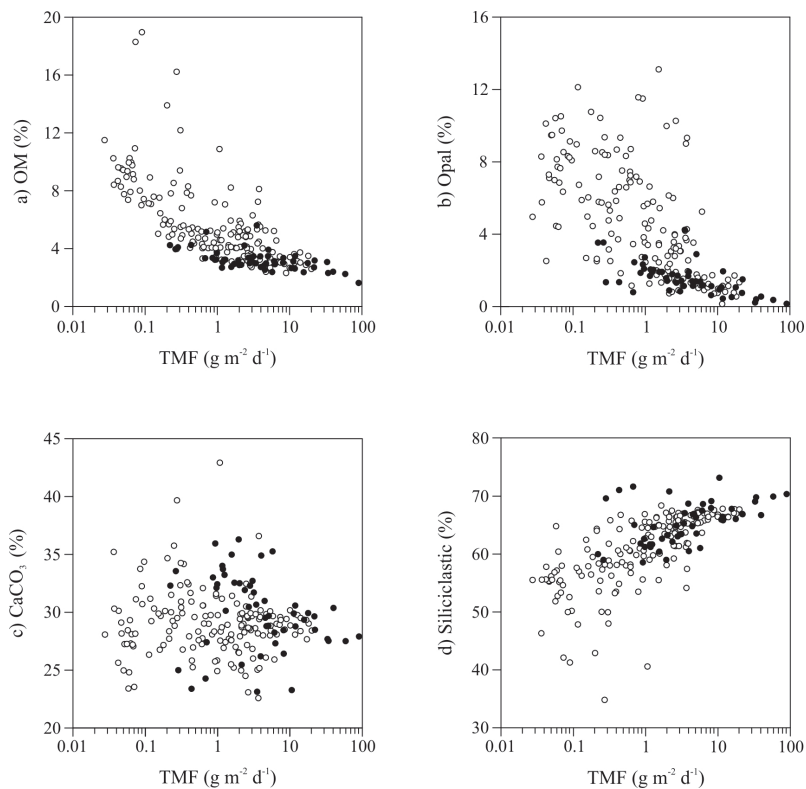 20
16
12
8
4
0
a) OM (%)
0.01 0.1 1 10 100
TMF (g m⁻² d⁻¹)
16
12
8
4
0
b) Opal (%)
0.01 0.1 1 10 100
TMF (g m⁻² d⁻¹)
45
40
35
30
25
20
c) CaCO₃ (%)
0.01 0.1 1 10 100
TMF (g m⁻² d⁻¹)
80
70
60
50
40
30
d) Siliciclastic (%)
0.01 0.1 1 10 100
TMF (g m⁻² d⁻¹)